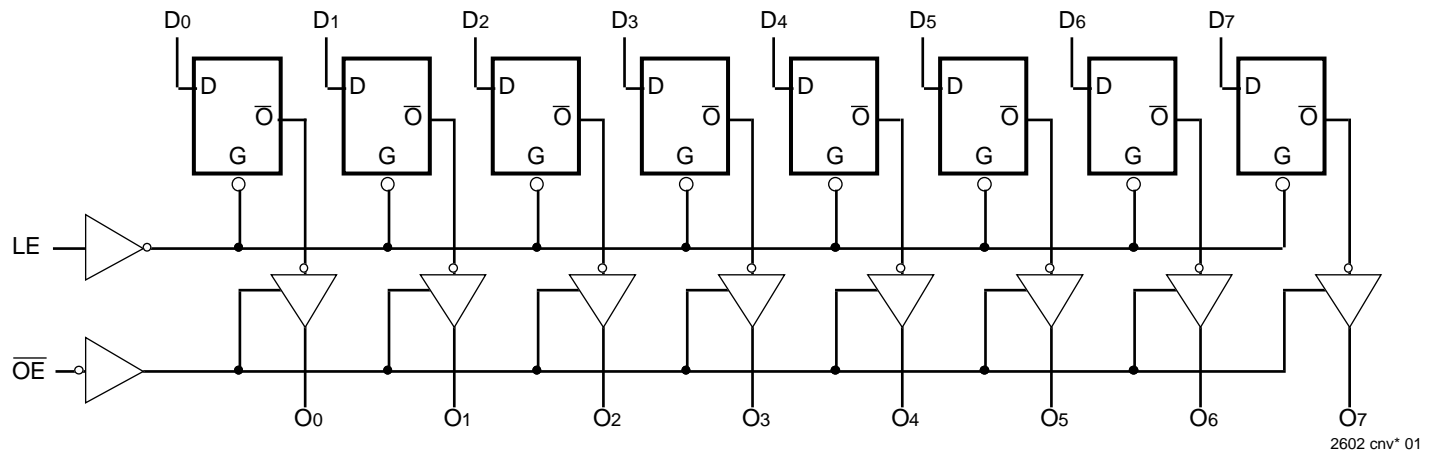 D0 D1 D2 D3 D4 D5 D6 D7
D D D D D D D D
O̅ O̅ O̅ O̅ O̅ O̅ O̅ O̅
G G G G G G G G
LE
O̅E̅
O0 O1 O2 O3 O4 O5 O6 O7
2602 cnv* 01